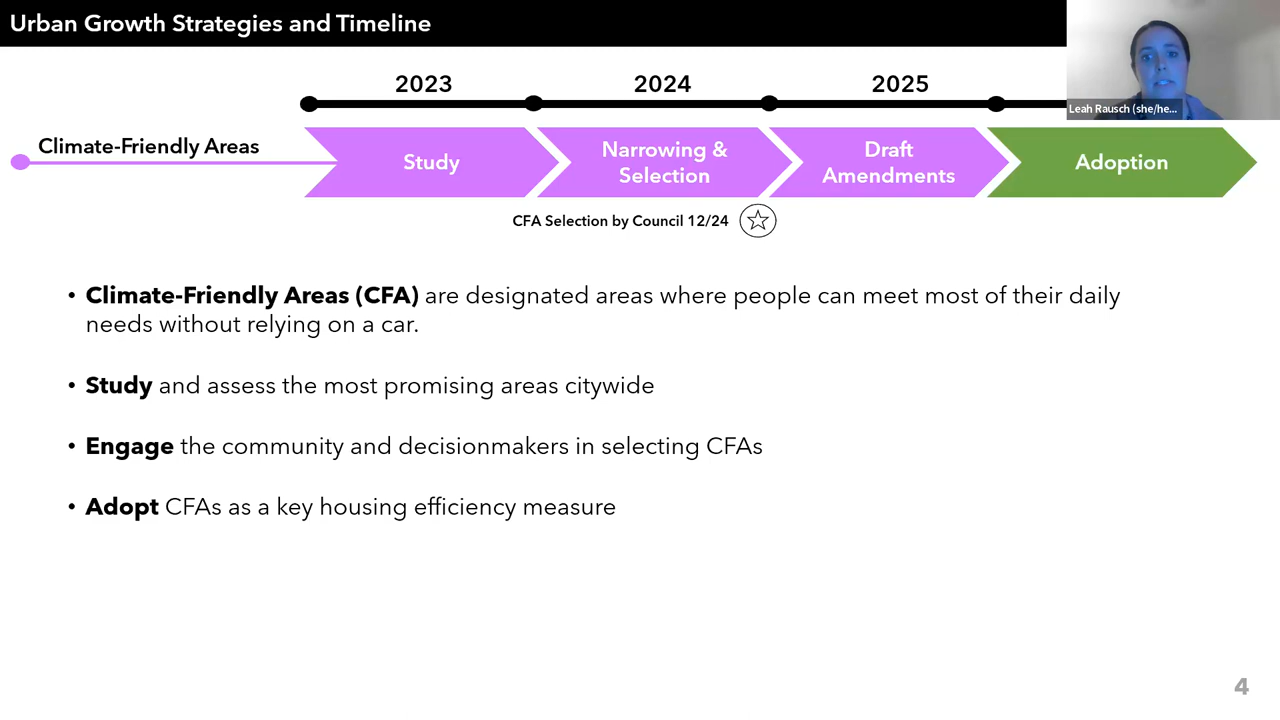 Urban Growth Strategies and Timeline
2023
2024
2025
Leah Rausch (she/he...
Climate-Friendly Areas
Study
Narrowing &
Selection
Draft
Amendments
Adoption
CFA Selection by Council 12/24
• Climate-Friendly Areas (CFA) are designated areas where people can meet most of their daily
needs without relying on a car.
• Study and assess the most promising areas citywide
• Engage the community and decisionmakers in selecting CFAs
• Adopt CFAs as a key housing efficiency measure
4